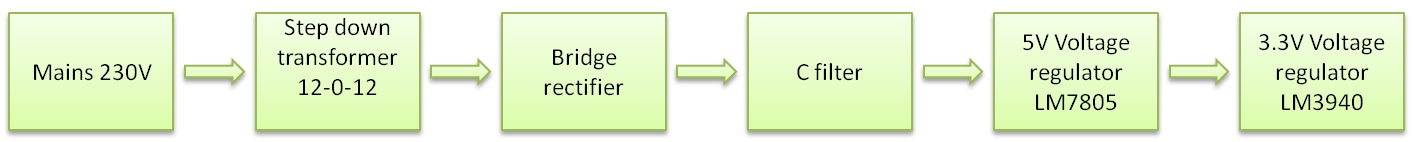 Mains 230V
Step down
transformer
12-0-12
Bridge
rectifier
C filter
5V Voltage
regulator
LM7805
3.3V Voltage
regulator
LM3940